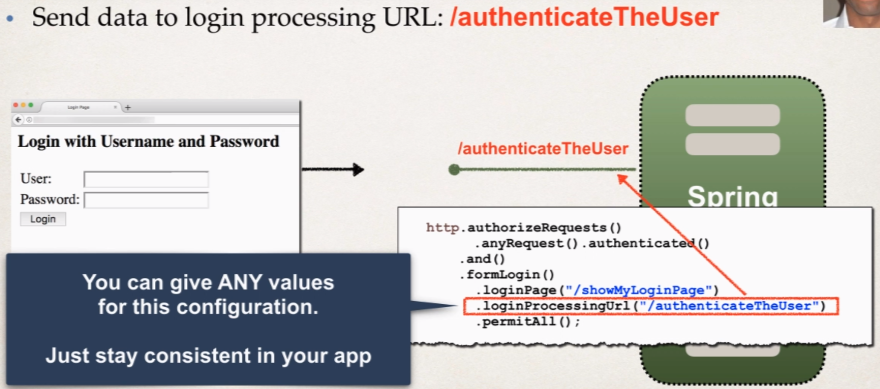 • Send data to login processing URL: /authenticateTheUser
Login Page
Login with Username and Password
User:
Password:
Login
/authenticateTheUser
Spring
http.authorizeRequests()
.anyRequest().authenticated()
.and()
.formLogin()
.loginPage("/showMyLoginPage")
.loginProcessingUrl("/authenticateTheUser")
.permitAll();
You can give ANY values
for this configuration.
Just stay consistent in your app